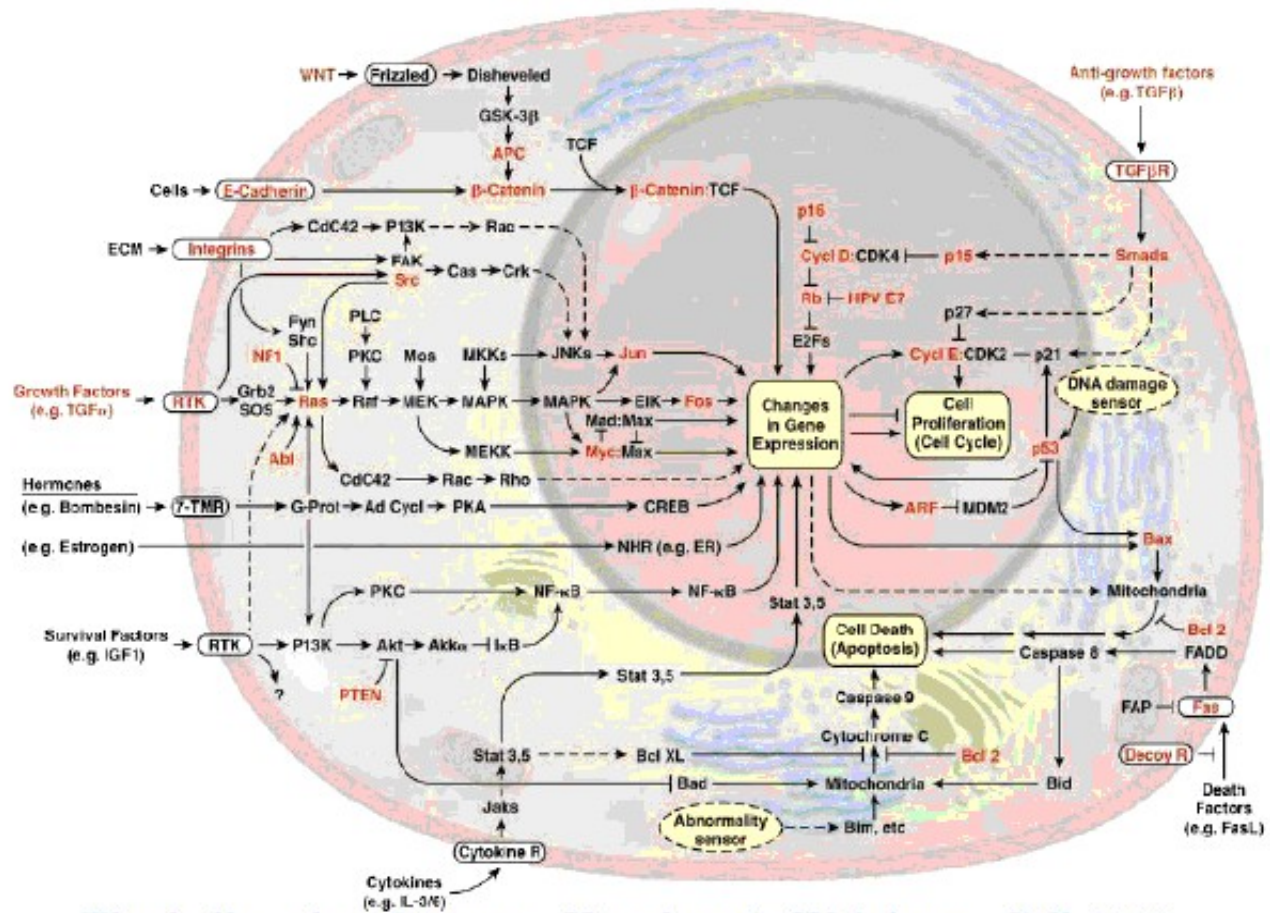 WNT Frizzled Disheveled
Anti-growth factors
(e.g. TGFβ)
GSK-3β
TCF
APC
TGFβR
Cells E-Cadherin β-Catenin β-Catenin:TCF
p16
CdC42 P13K Rac
ECM Integrins
FAK
Cycl D:CDK4 p15 Smads
Src Cas Crk
Rb HPV E7
Fyn
Shc
PLC
p27
E2Fs
NF1 PKC Mos MKKs JNKs Jun
Cycl E:CDK2 p21
Growth Factors
(e.g. TGFα)
RTK Grb2
SOS
Ras Raf MEK MAPK MAPK ElK Fos
Changes
in Gene
Expression
Cell
Proliferation
(Cell Cycle)
DNA damage
sensor
Mad:Max
Abl
MEKK Myc:Max
p53
CdC42 Rac Rho
Hormones
(e.g. Bombesin)
7-TMR G-Prot Ad Cycl PKA CREB
ARF MDM2
(e.g. Estrogen) NHR (e.g. ER)
Bax
PKC NF-κB NF-κB
Mitochondria
Stat 3,5
Survival Factors
(e.g. IGF1)
RTK P13K Akt Akkα IκB
Cell Death
(Apoptosis)
Bcl 2
Caspase 8 FADD
?
PTEN
Stat 3,5
Caspase 9
FAP Fas
Cytochrome C
Stat 3,5 Bcl XL Bcl 2
Decoy R
Bad Mitochondria Bid
Jaks
Death
Factors
(e.g. FasL)
Abnormality
sensor
Bim, etc
Cytokine R
Cytokines
(e.g. IL-3/6)